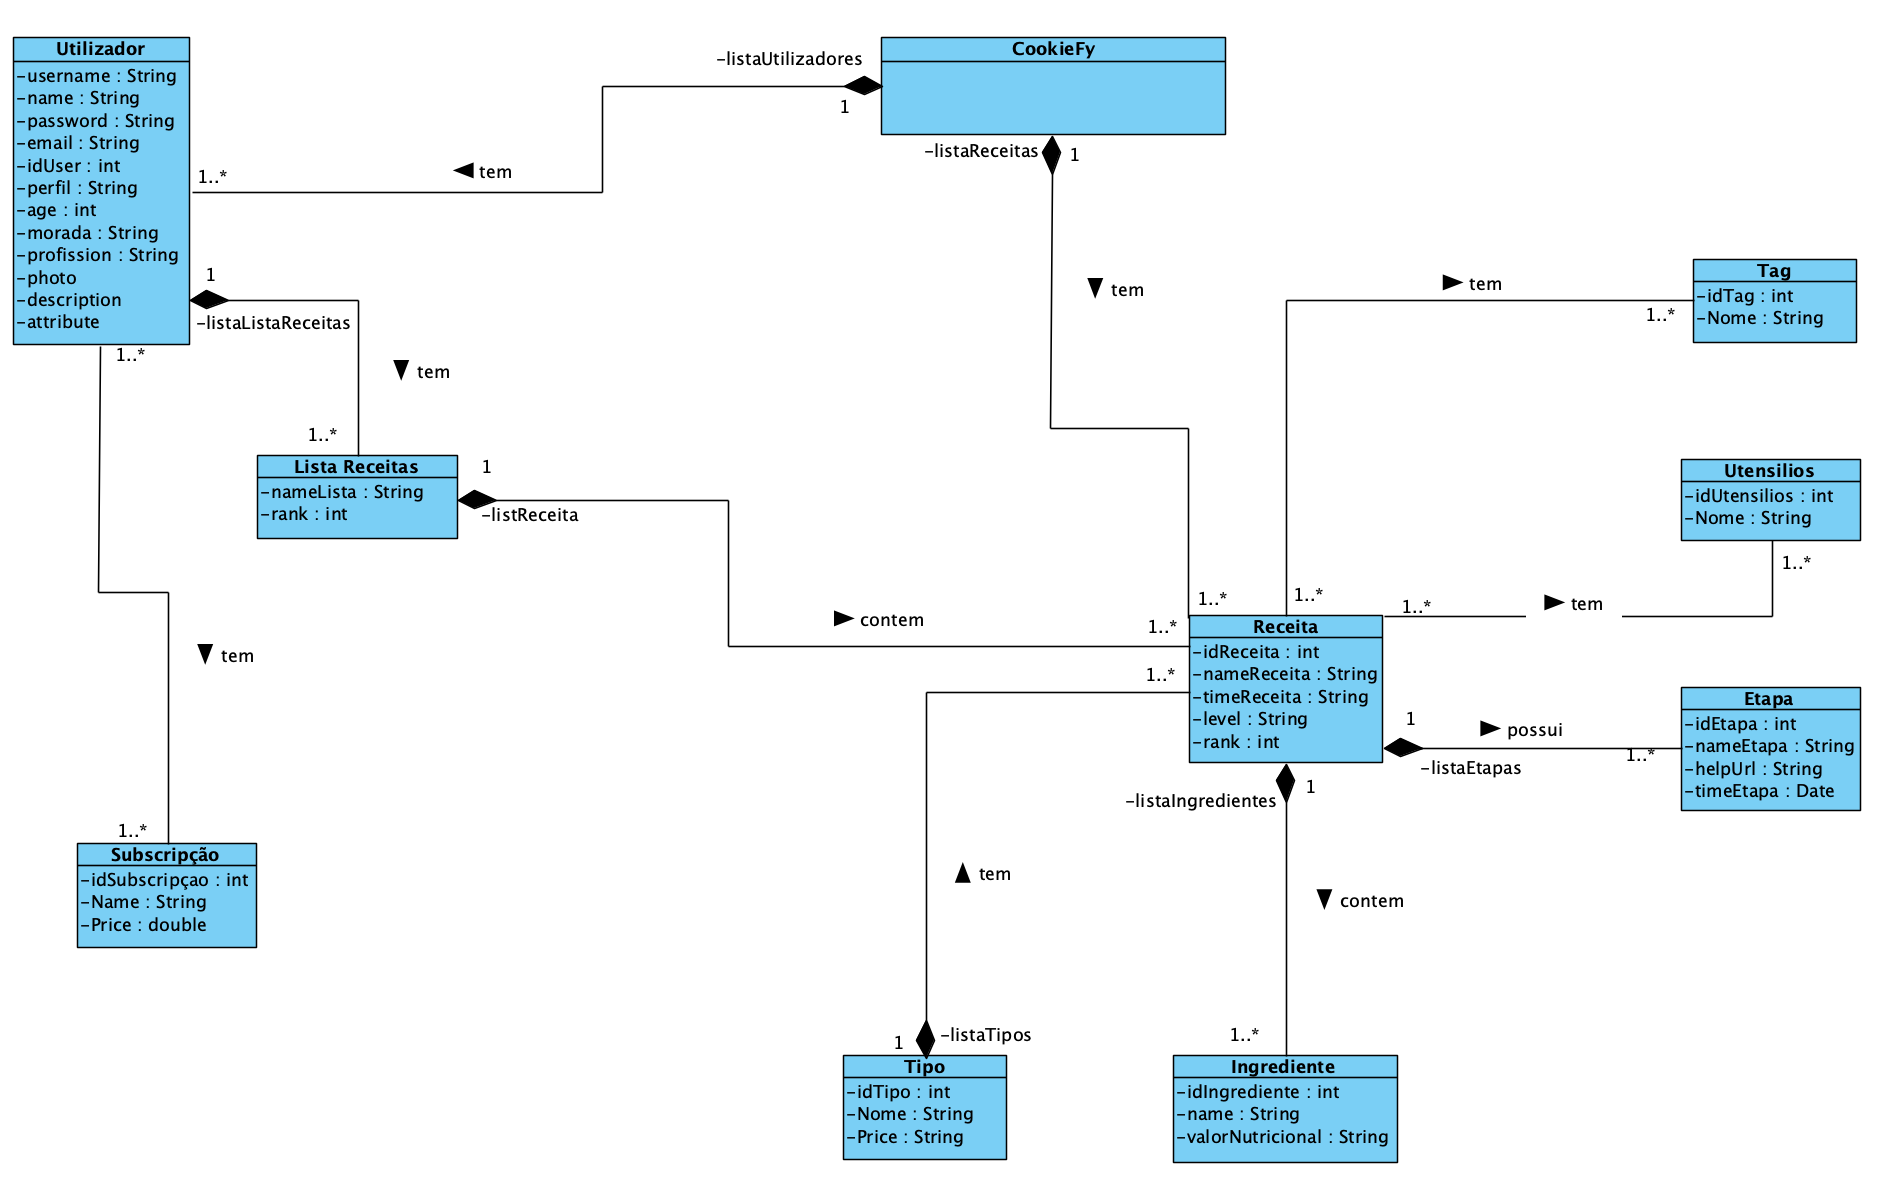 Utilizador
-username : String
-name : String
-password : String
-email : String
-idUser : int
-perfil : String
-age : int
-morada : String
-profission : String
-photo
-description
-attribute
CookieFy
-listaUtilizadores
1
1..*
tem
-listaReceitas
1
tem
1
-listaListaReceitas
tem
1..*
1..*
Tag
-idTag : int
-Nome : String
tem
1..*
Lista Receitas
-nameLista : String
-rank : int
1
-listReceita
contem
1..*
Utensilios
-idUtensilios : int
-Nome : String
1..*
tem
1..*
1..*
1..*
1..*
Receita
-idReceita : int
-nameReceita : String
-timeReceita : String
-level : String
-rank : int
tem
1..*
Subscripção
-idSubscripçao : int
-Name : String
-Price : double
1
possui
1..*
-listaEtapas
Etapa
-idEtapa : int
-nameEtapa : String
-helpUrl : String
-timeEtapa : Date
-listaIngredientes
1
tem
contem
1
-listaTipos
1..*
Tipo
-idTipo : int
-Nome : String
-Price : String
Ingrediente
-idIngrediente : int
-name : String
-valorNutricional : String